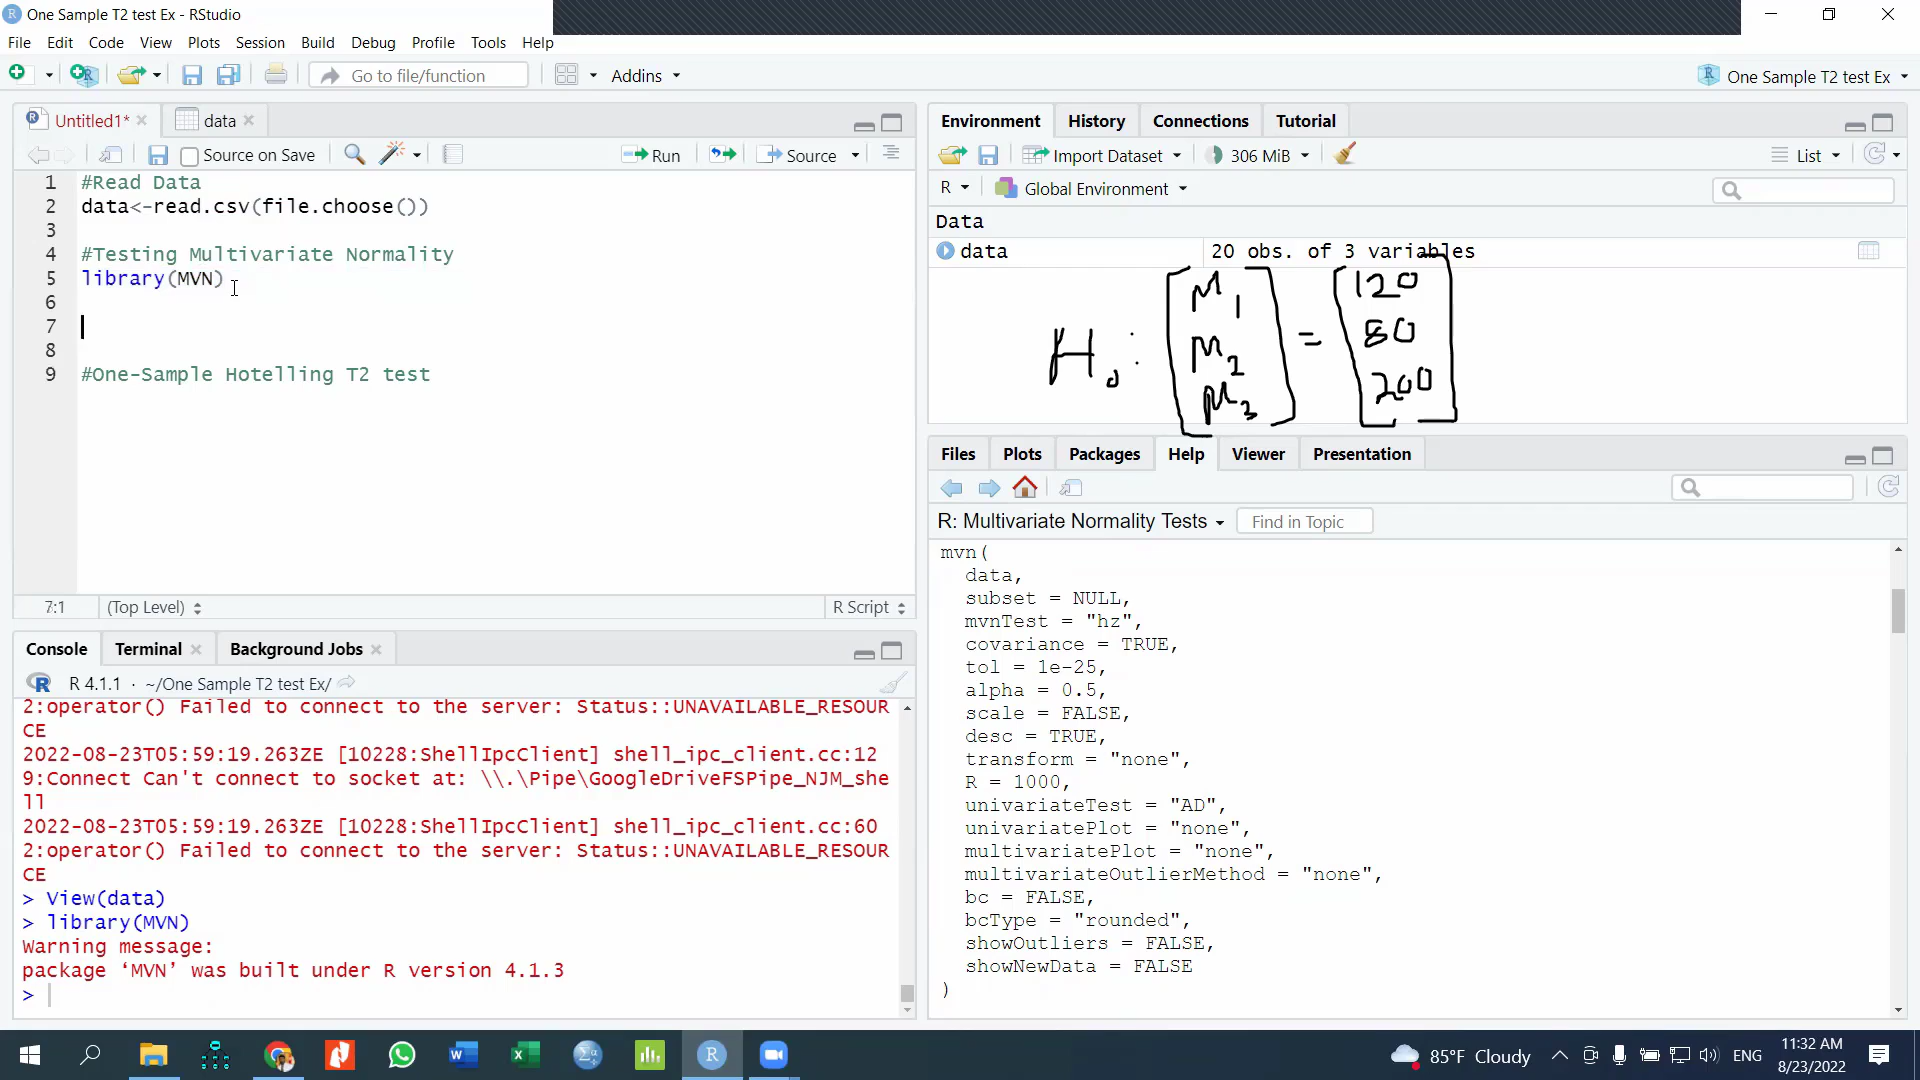 One Sample T2 test Ex - RStudio
File Edit Code View Plots Session Build Debug Profile Tools Help
Go to file/function Addins One Sample T2 test Ex
Untitled1* data
Source on Save Run Source
1 #Read Data
2 data<-read.csv(file.choose())
3
4 #Testing Multivariate Normality
5 library(MVN)
6
7
8
9 #One-Sample Hotelling T2 test
7:1 (Top Level) R Script
Console Terminal Background Jobs
R 4.1.1 · ~/One Sample T2 test Ex/
2:operator() Failed to connect to the server: Status::UNAVAILABLE_RESOUR
CE
2022-08-23T05:59:19.263ZE [10228:ShellIpcClient] shell_ipc_client.cc:12
9:Connect Can't connect to socket at: \\.\Pipe\GoogleDriveFSPipe_NJM_she
ll
2022-08-23T05:59:19.263ZE [10228:ShellIpcClient] shell_ipc_client.cc:60
2:operator() Failed to connect to the server: Status::UNAVAILABLE_RESOUR
CE
> View(data)
> library(MVN)
Warning message:
package ‘MVN’ was built under R version 4.1.3
>
Environment History Connections Tutorial
Import Dataset 306 MiB List
R Global Environment
Data
data 20 obs. of 3 variables
M1 120
H0 : M2 = 80
M3 200
Files Plots Packages Help Viewer Presentation
R: Multivariate Normality Tests Find in Topic
mvn(
data,
subset = NULL,
mvnTest = "hz",
covariance = TRUE,
tol = 1e-25,
alpha = 0.5,
scale = FALSE,
desc = TRUE,
transform = "none",
R = 1000,
univariateTest = "AD",
univariatePlot = "none",
multivariatePlot = "none",
multivariateOutlierMethod = "none",
bc = FALSE,
bcType = "rounded",
showOutliers = FALSE,
showNewData = FALSE
)
85°F Cloudy ENG 11:32 AM
8/23/2022